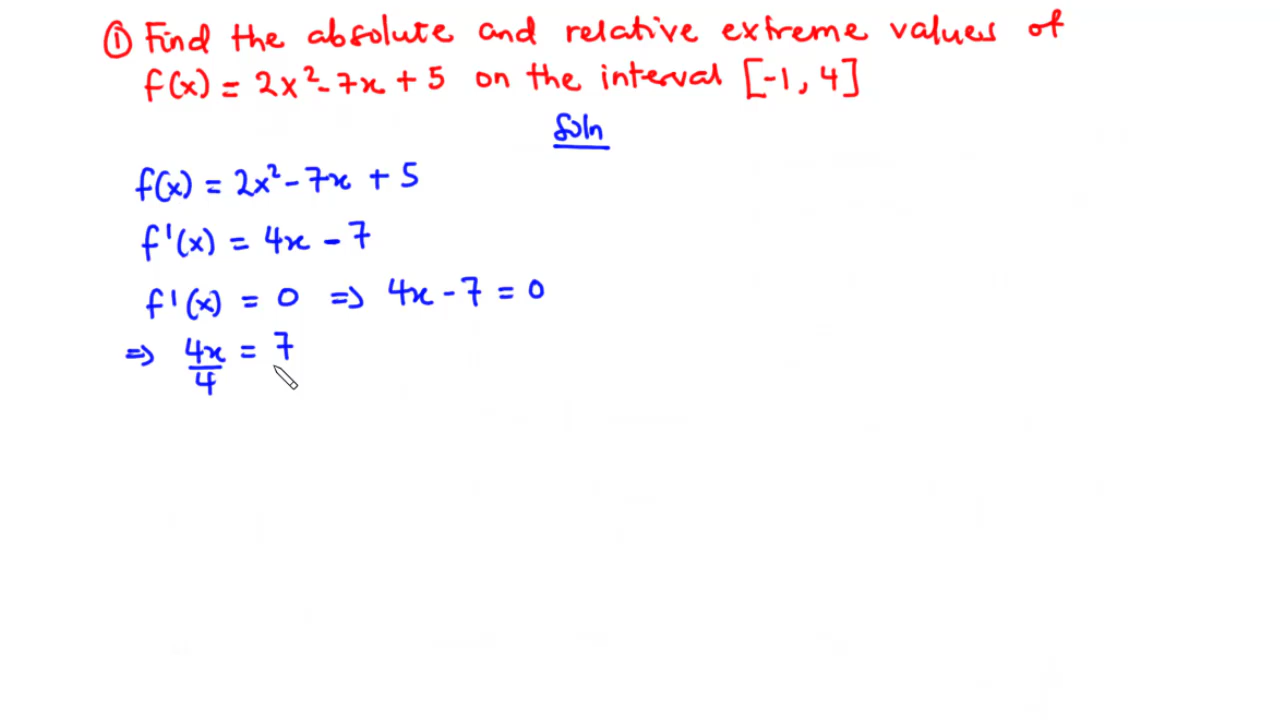 ① Find the absolute and relative extreme values of
f(x) = 2x² - 7x + 5 on the interval [-1, 4]
Soln
f(x) = 2x² - 7x + 5
f'(x) = 4x - 7
f'(x) = 0 => 4x - 7 = 0
=> 4x/4 = 7